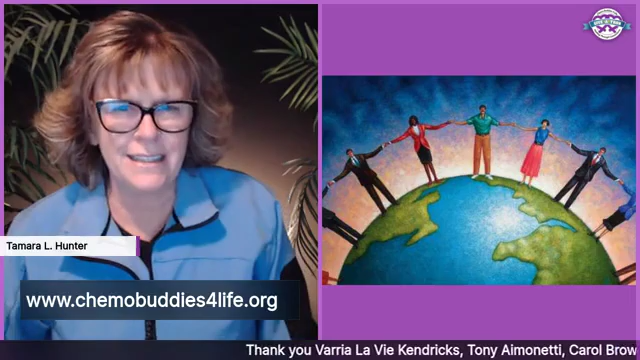 Tamara L. Hunter
www.chemobuddies4life.org
Thank you Varria La Vie Kendricks, Tony Aimonetti, Carol Brow